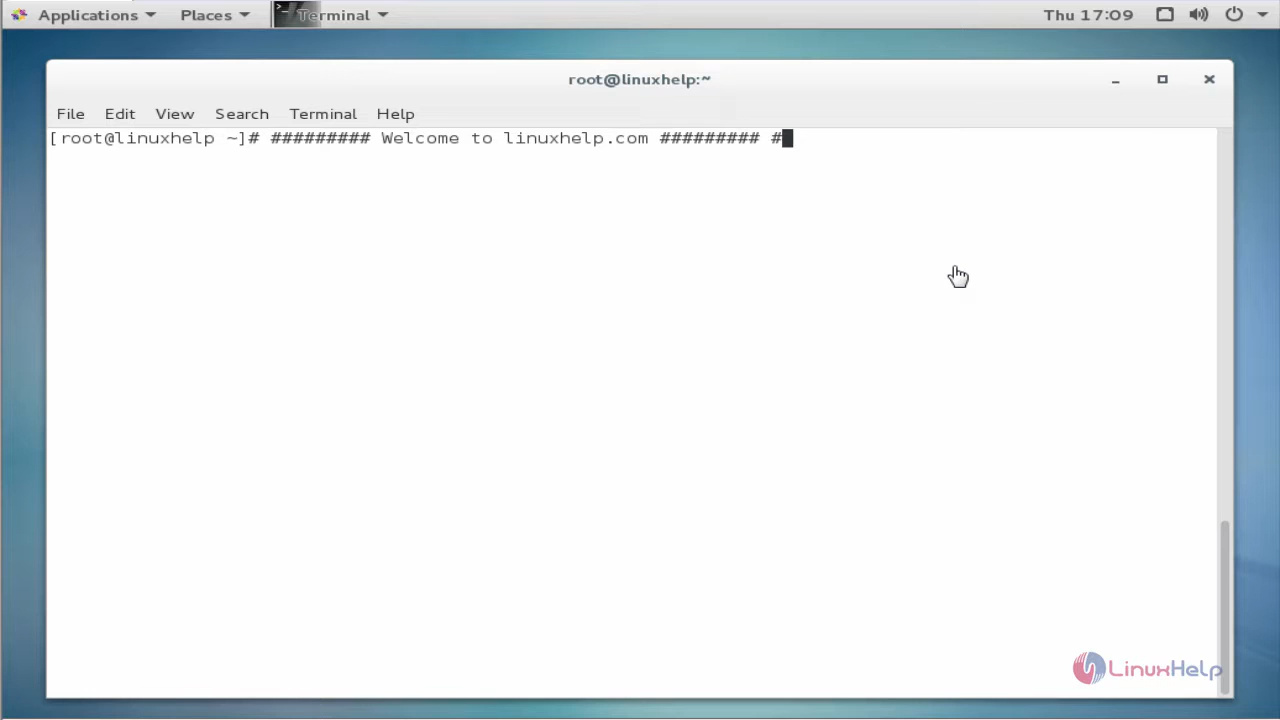 Applications Places Terminal Thu 17:09
root@linuxhelp:~
File Edit View Search Terminal Help
[root@linuxhelp ~]# ######### Welcome to linuxhelp.com ######### #
LinuxHelp